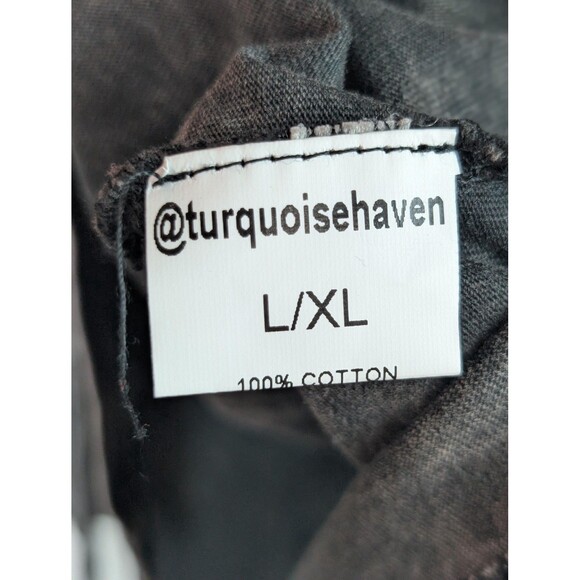 @turquoisehaven
L/XL
100% COTTON